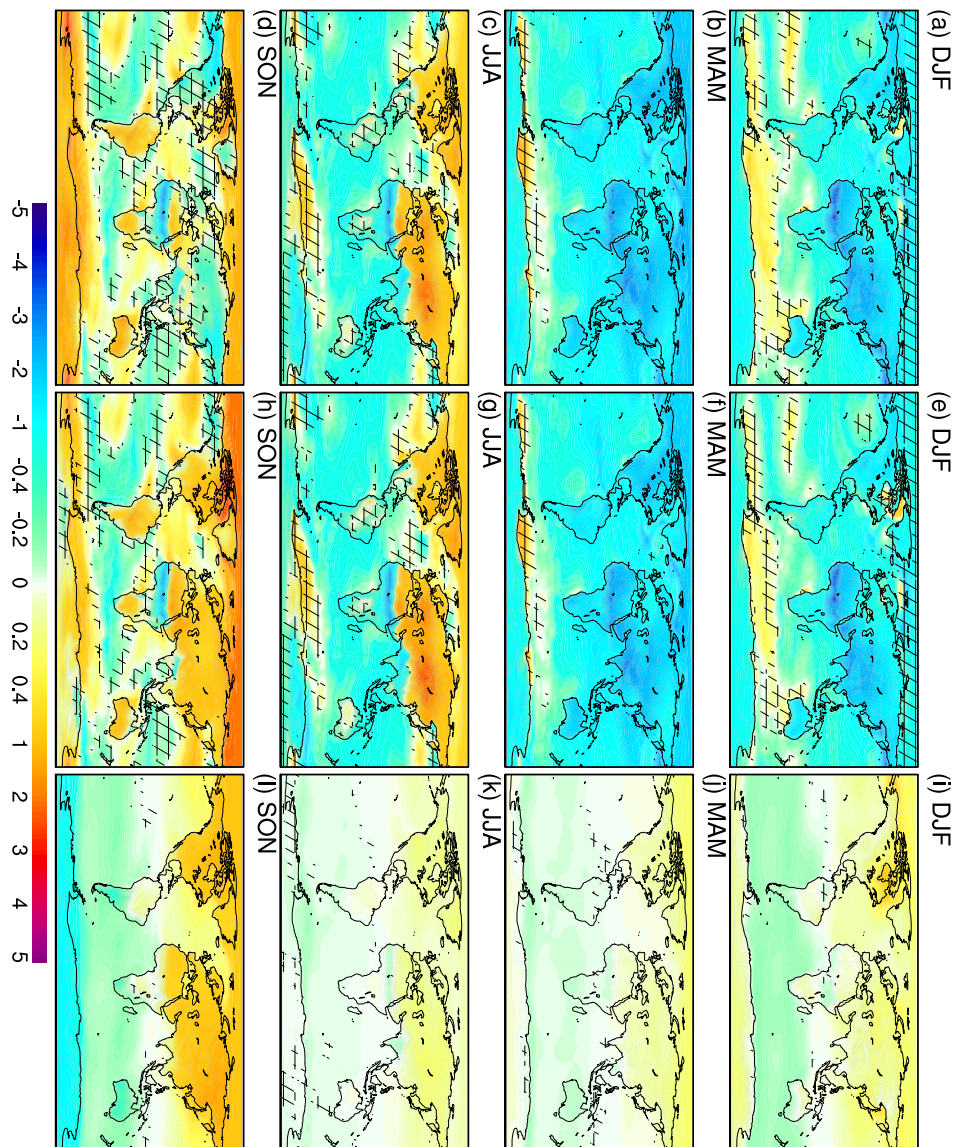 (a) DJF
(e) DJF
(i) DJF
(b) MAM
(f) MAM
(j) MAM
(c) JJA
(g) JJA
(k) JJA
(d) SON
(h) SON
(l) SON
-5 -4 -3 -2 -1 -0.4 -0.2 0 0.2 0.4 1 2 3 4 5